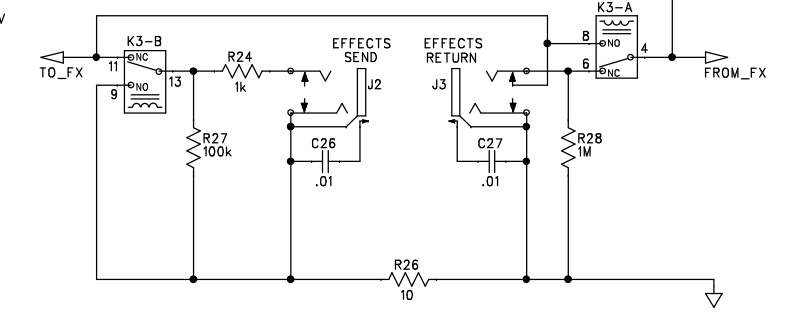 V
K3-B
NC
11
13
9
NO
TO_FX
R24
1k
EFFECTS
SEND
J2
EFFECTS
RETURN
J3
K3-A
8
NO
4
6
NC
FROM_FX
R27
100k
C26
.01
C27
.01
R28
1M
R26
10